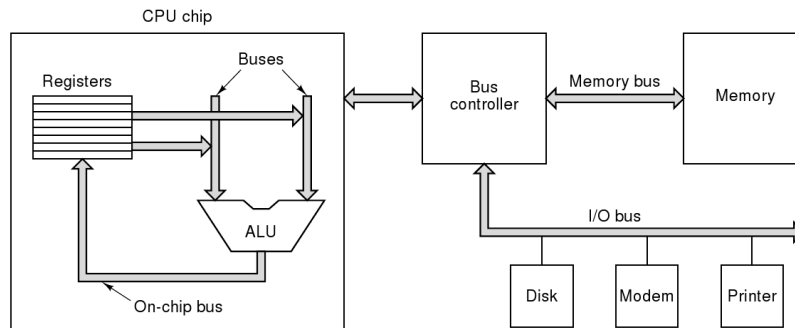 CPU chip
Buses
Registers
Bus
controller
Memory bus
Memory
ALU
I/O bus
On-chip bus
Disk
Modem
Printer